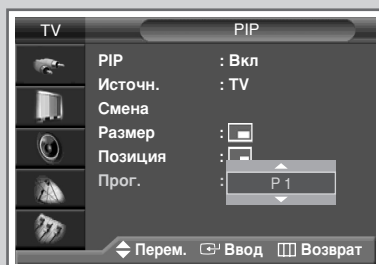 TV PIP
PIP : Вкл
Источн. : TV
Смена
Размер :
Позиция :
Прог. : P 1
Перем. Ввод Возврат